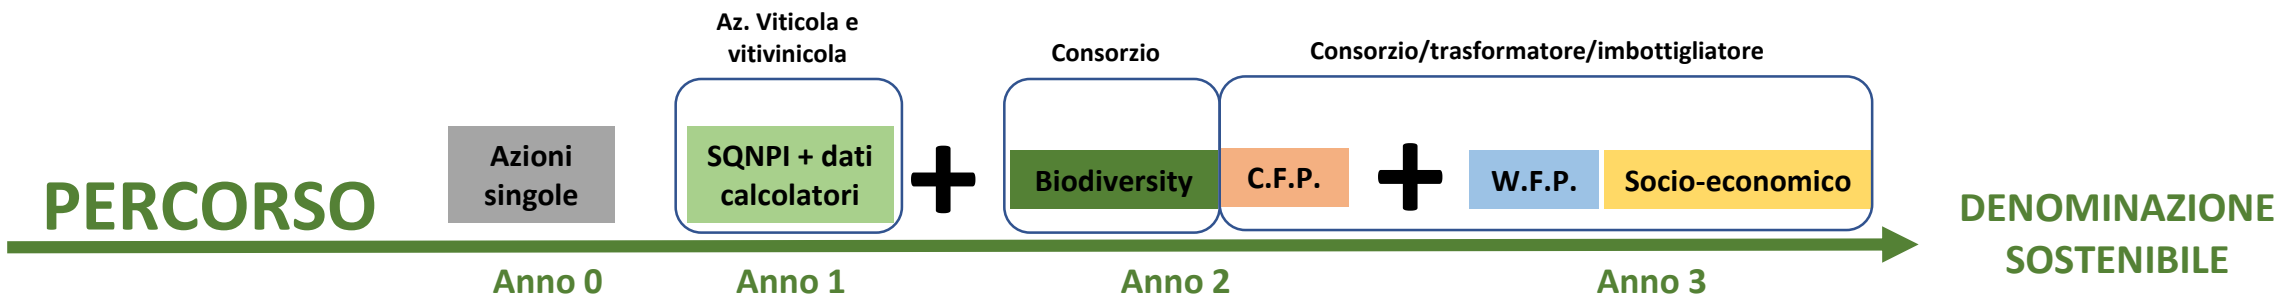 Az. Viticola e
vitivinicola
Consorzio
Consorzio/trasformatore/imbottigliatore
PERCORSO
Azioni
singole
SQNPI + dati
calcolatori
+
Biodiversity
C.F.P.
+
W.F.P.
Socio-economico
DENOMINAZIONE
SOSTENIBILE
Anno 0
Anno 1
Anno 2
Anno 3